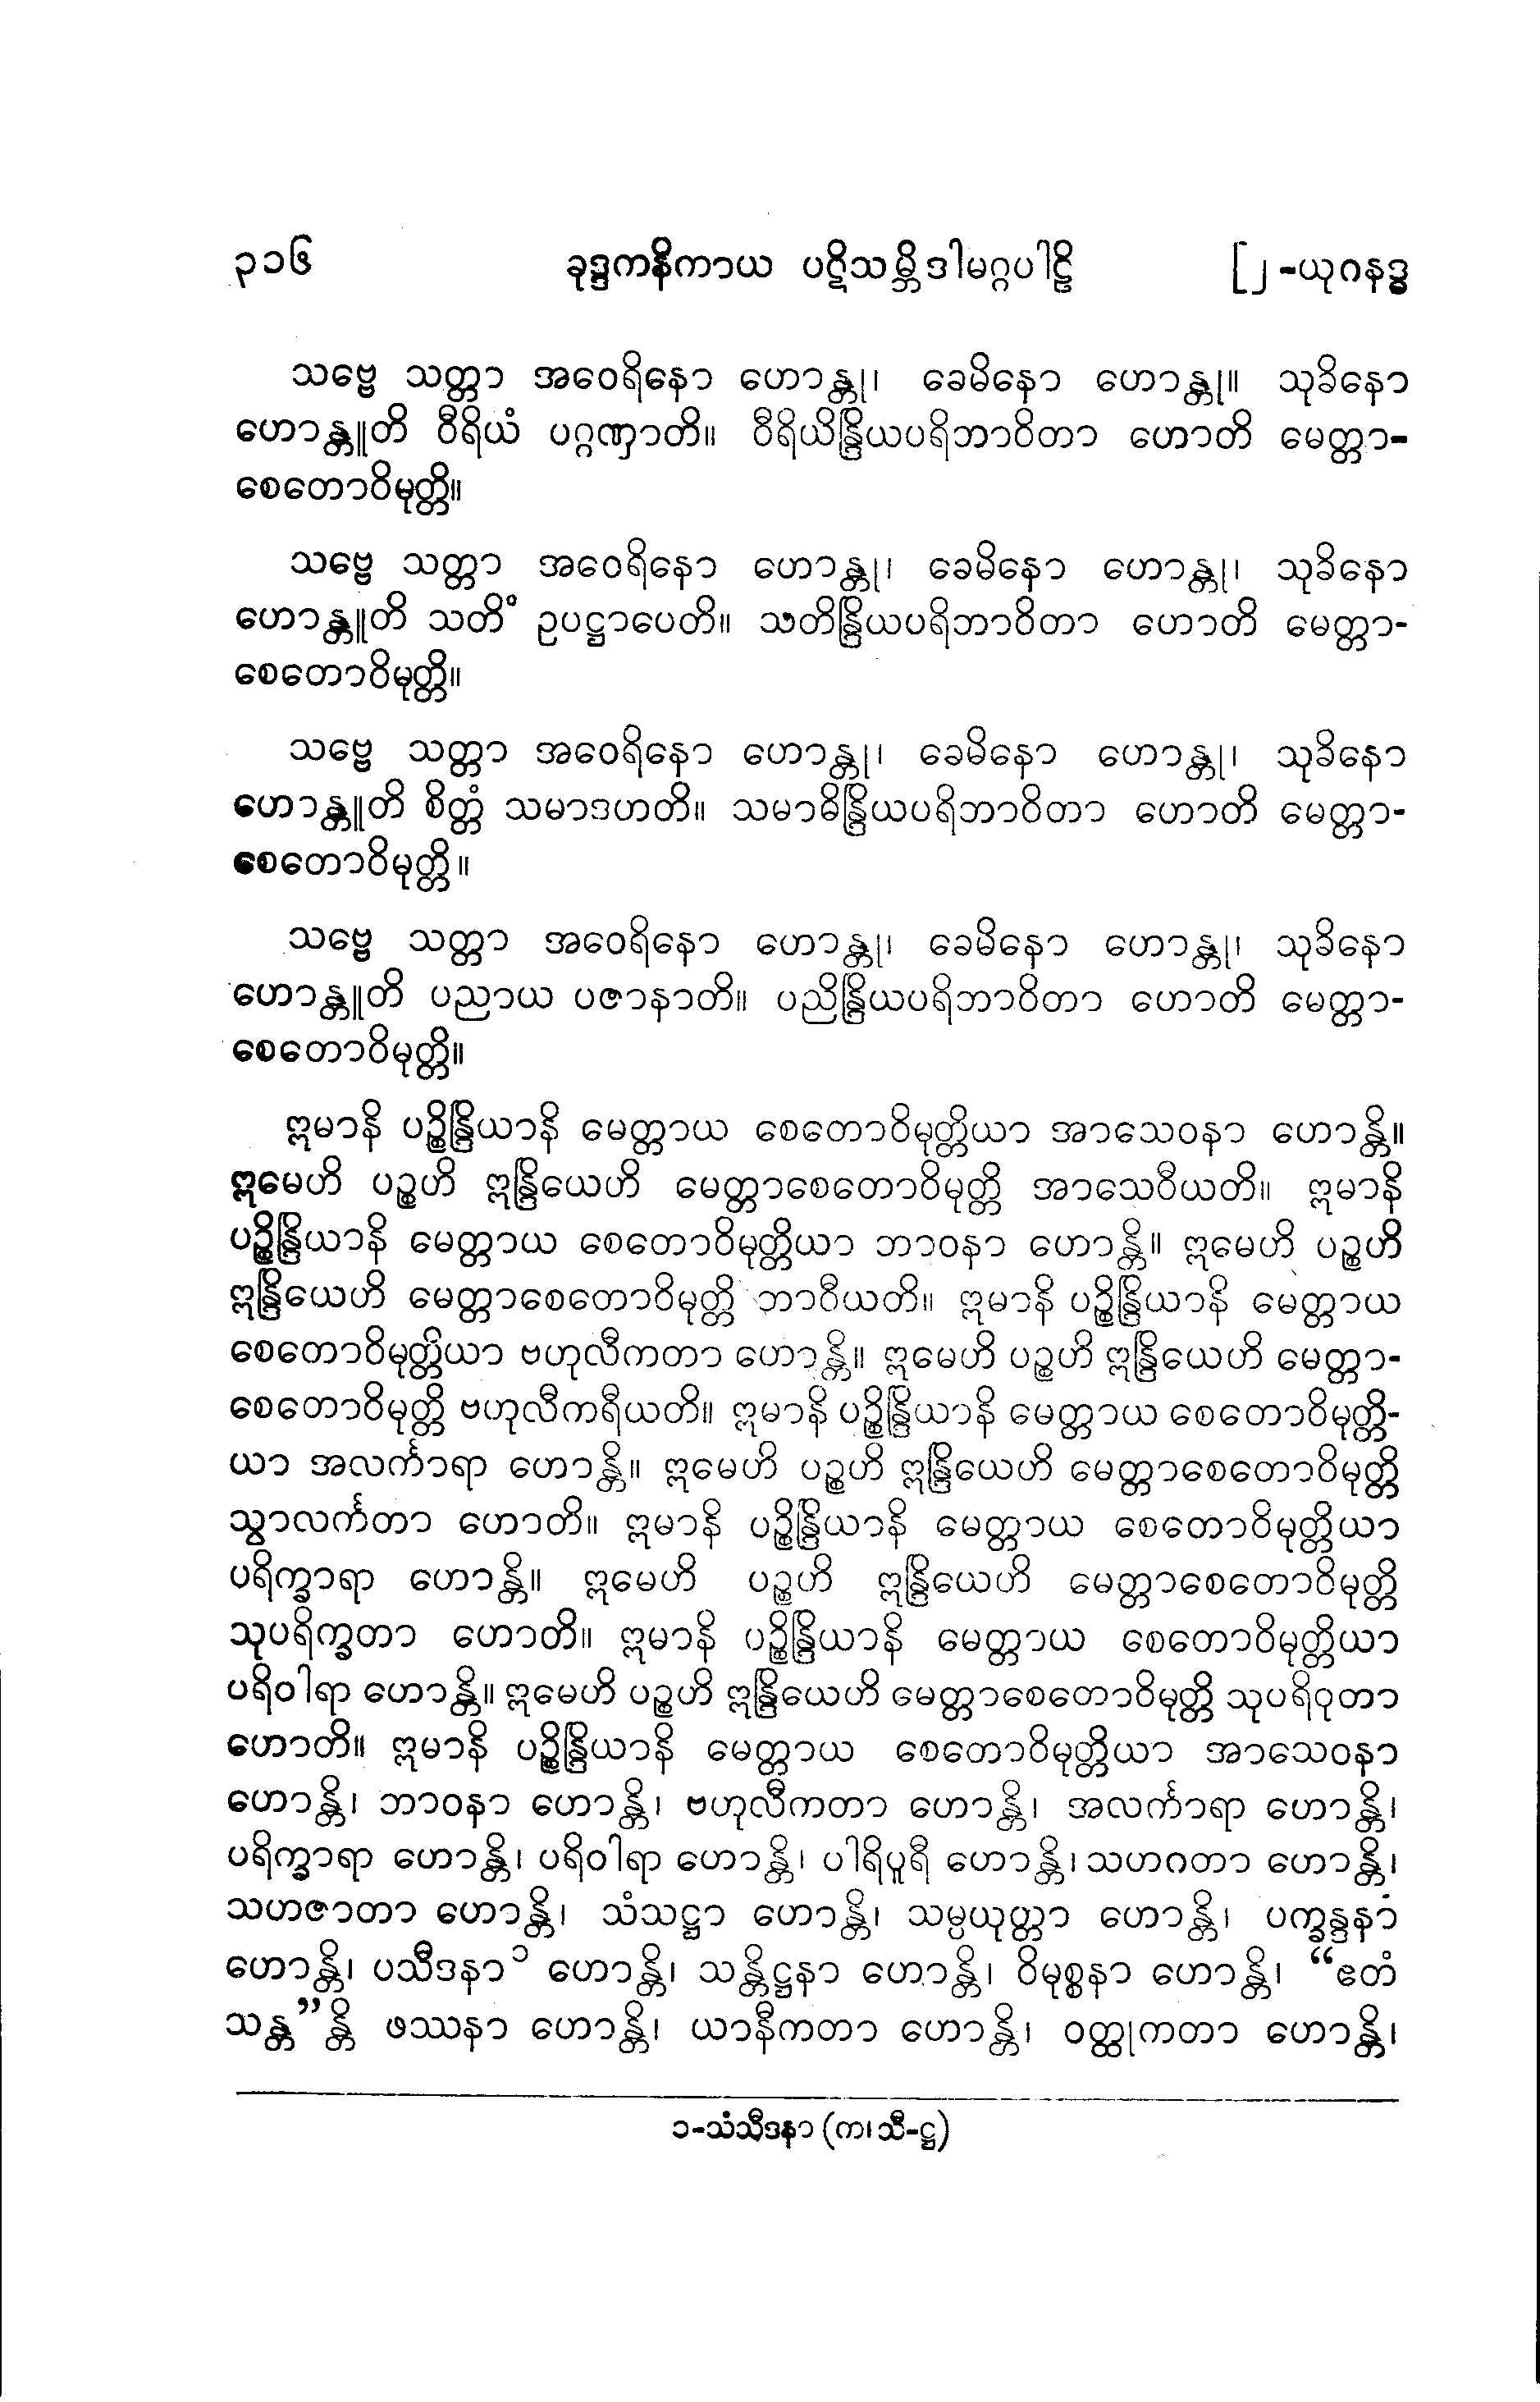 ၃၁၆ ခုဒ္ဒကနိကာယ ပဋိသမ္ဘိဒါမဂ္ဂပါဠိ [၂-ယုဂနဒ္ဓ
သဗ္ဗေ သတ္တာ အဝေရိနော ဟောန္တု၊ ခေမိနော ဟောန္တု။ သုခိနော
ဟောန္တူတိ ဝီရိယံ ပဂ္ဂဏှာတိ။ ဝီရိယိန္ဒြိယပရိဘာဝိတာ ဟောတိ မေတ္တာ-
စေတောဝိမုတ္တိ။
သဗ္ဗေ သတ္တာ အဝေရိနော ဟောန္တု၊ ခေမိနော ဟောန္တု၊ သုခိနော
ဟောန္တူတိ သတိံ ဥပဋ္ဌာပေတိ။ သတိန္ဒြိယပရိဘာဝိတာ ဟောတိ မေတ္တာ-
စေတောဝိမုတ္တိ။
သဗ္ဗေ သတ္တာ အဝေရိနော ဟောန္တု၊ ခေမိနော ဟောန္တု၊ သုခိနော
ဟောန္တူတိ စိတ္တံ သမာဒဟတိ။ သမာဓိန္ဒြိယပရိဘာဝိတာ ဟောတိ မေတ္တာ-
စေတောဝိမုတ္တိ။
သဗ္ဗေ သတ္တာ အဝေရိနော ဟောန္တု၊ ခေမိနော ဟောန္တု၊ သုခိနော
ဟောန္တူတိ ပညာယ ပဇာနာတိ။ ပညိန္ဒြိယပရိဘာဝိတာ ဟောတိ မေတ္တာ-
စေတောဝိမုတ္တိ။
ဣမာနိ ပဉ္စိန္ဒြိယာနိ မေတ္တာယ စေတောဝိမုတ္တိယာ အာသေဝနာ ဟောန္တိ။
ဣမေဟိ ပဉ္စဟိ ဣန္ဒြိယေဟိ မေတ္တာစေတောဝိမုတ္တိ အာသေဝီယတိ။ ဣမာနိ
ပဉ္စိန္ဒြိယာနိ မေတ္တာယ စေတောဝိမုတ္တိယာ ဘာဝနာ ဟောန္တိ။ ဣမေဟိ ပဉ္စဟိ
ဣန္ဒြိယေဟိ မေတ္တာစေတောဝိမုတ္တိ ဘာဝီယတိ။ ဣမာနိ ပဉ္စိန္ဒြိယာနိ မေတ္တာယ
စေတောဝိမုတ္တိယာ ဗဟုလီကတာ ဟောန္တိ။ ဣမေဟိ ပဉ္စဟိ ဣန္ဒြိယေဟိ မေတ္တာ-
စေတောဝိမုတ္တိ ဗဟုလီကရီယတိ။ ဣမာနိ ပဉ္စိန္ဒြိယာနိ မေတ္တာယ စေတောဝိမုတ္တိ-
ယာ အလင်္ကာရာ ဟောန္တိ။ ဣမေဟိ ပဉ္စဟိ ဣန္ဒြိယေဟိ မေတ္တာစေတောဝိမုတ္တိ
သွာလင်္ကတာ ဟောတိ။ ဣမာနိ ပဉ္စိန္ဒြိယာနိ မေတ္တာယ စေတောဝိမုတ္တိယာ
ပရိက္ခာရာ ဟောန္တိ။ ဣမေဟိ ပဉ္စဟိ ဣန္ဒြိယေဟိ မေတ္တာစေတောဝိမုတ္တိ
သုပရိက္ခတာ ဟောတိ။ ဣမာနိ ပဉ္စိန္ဒြိယာနိ မေတ္တာယ စေတောဝိမုတ္တိယာ
ပရိဝါရာ ဟောန္တိ။ ဣမေဟိ ပဉ္စဟိ ဣန္ဒြိယေဟိ မေတ္တာစေတောဝိမုတ္တိ သုပရိဝုတာ
ဟောတိ။ ဣမာနိ ပဉ္စိန္ဒြိယာနိ မေတ္တာယ စေတောဝိမုတ္တိယာ အာသေဝနာ
ဟောန္တိ၊ ဘာဝနာ ဟောန္တိ၊ ဗဟုလီကတာ ဟောန္တိ၊ အလင်္ကာရာ ဟောန္တိ၊
ပရိက္ခာရာ ဟောန္တိ၊ ပရိဝါရာ ဟောန္တိ၊ ပါရိပူရီ ဟောန္တိ၊ သဟဂတာ ဟောန္တိ၊
သဟဇာတာ ဟောန္တိ၊ သံသဋ္ဌာ ဟောန္တိ၊ သမ္ပယုတ္တာ ဟောန္တိ၊ ပက္ခန္ဒနာ
ဟောန္တိ၊ ပသီဒနာ၁ ဟောန္တိ၊ သန္တိဋ္ဌနာ ဟောန္တိ၊ ဝိမုစ္စနာ ဟောန္တိ၊ “ဧတံ
သန္တ”န္တိ ဖဿနာ ဟောန္တိ၊ ယာနီကတာ ဟောန္တိ၊ ဝတ္ထုကတာ ဟောန္တိ၊
၁-သံသီဒနာ (က၊ သီ-ဋ္ဌ)